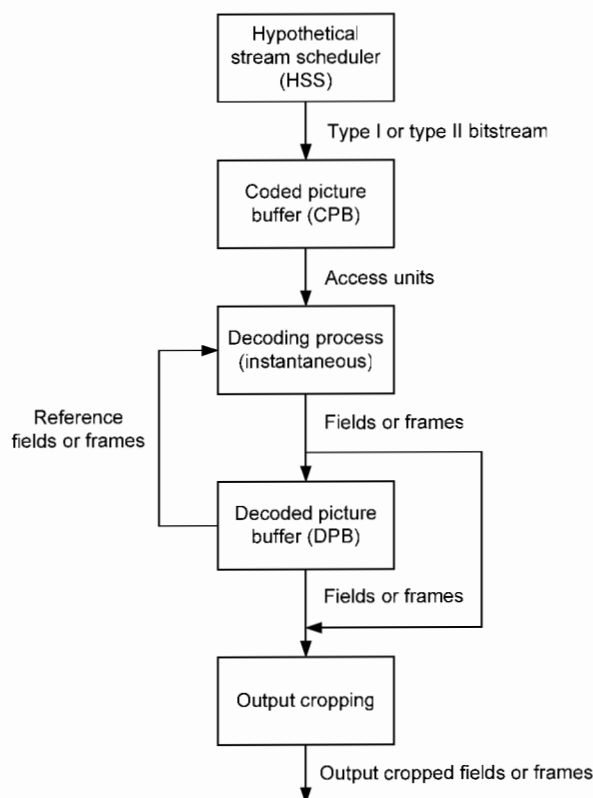 Hypothetical
stream scheduler
(HSS)
Type I or type II bitstream
Coded picture
buffer (CPB)
Access units
Decoding process
(instantaneous)
Reference
fields or frames
Fields or frames
Decoded picture
buffer (DPB)
Fields or frames
Output cropping
Output cropped fields or frames